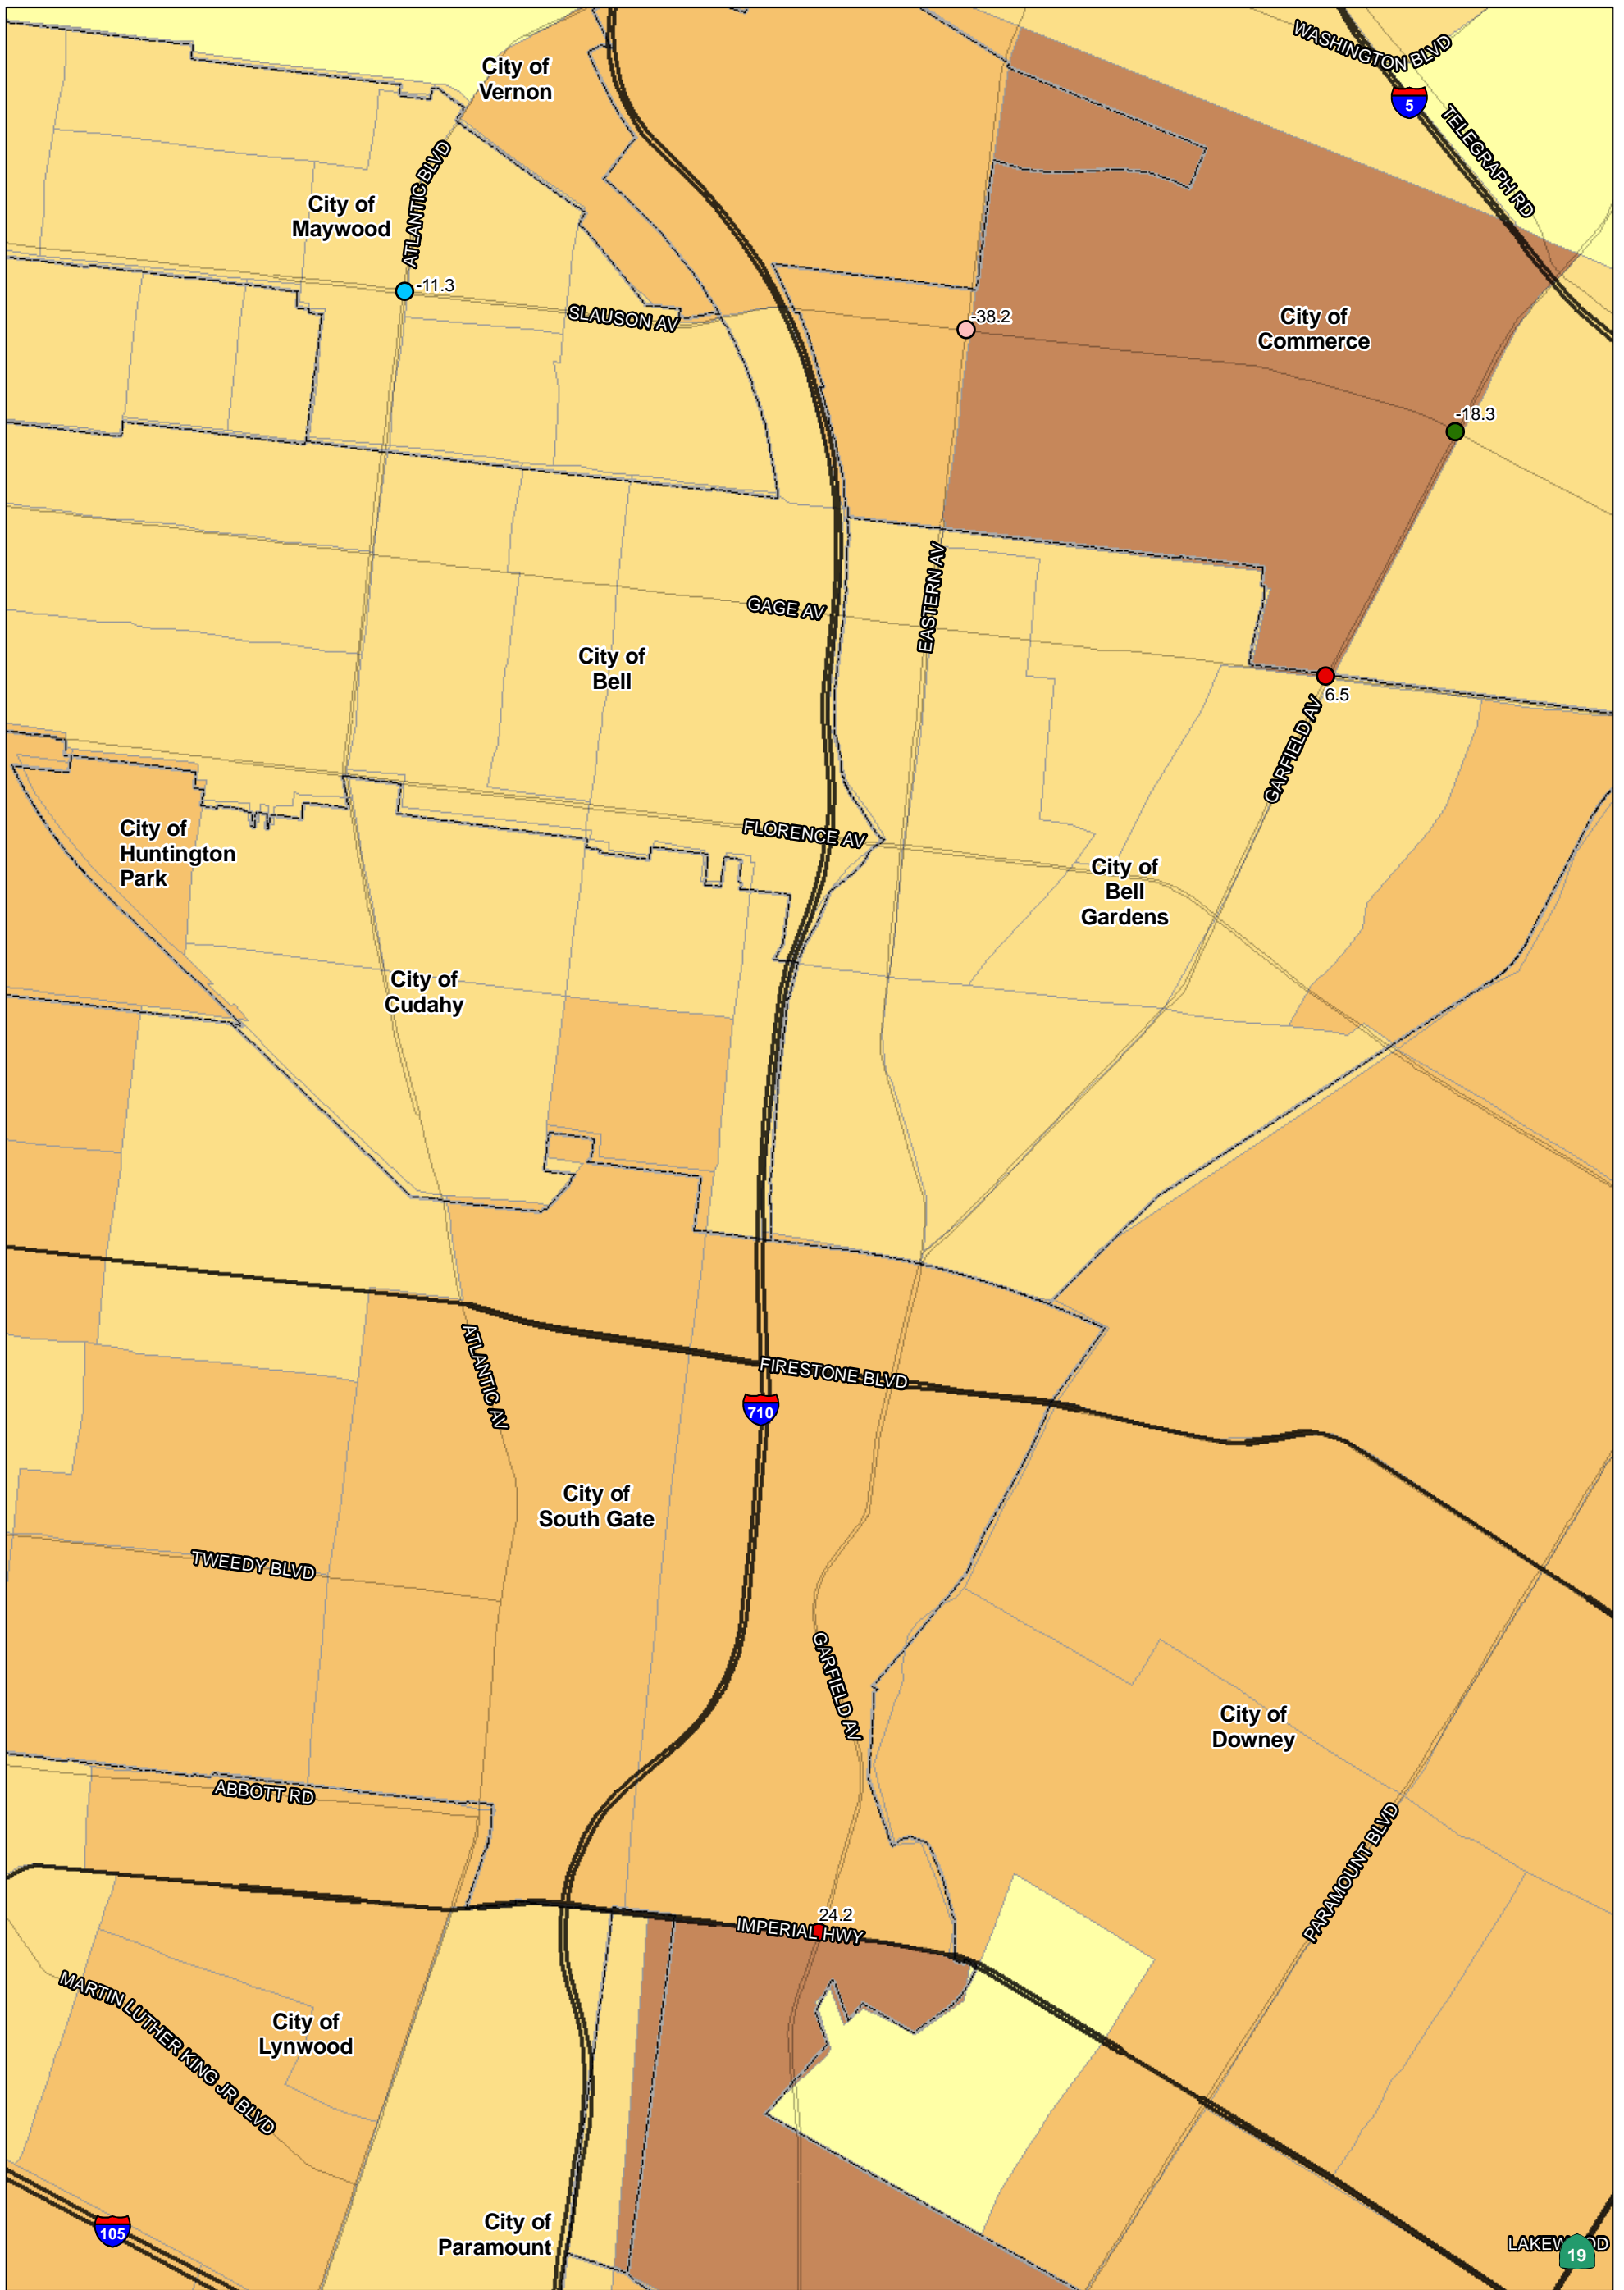 WASHINGTON BLVD
City of
Vernon
5
TELEGRAPH RD
ATLANTIC BLVD
City of
Maywood
-11.3
SLAUSON AV
-38.2
City of
Commerce
-18.3
EASTERN AV
GAGE AV
City of
Bell
6.5
GARFIELD AV
City of
Huntington
Park
FLORENCE AV
City of
Bell
Gardens
City of
Cudahy
ATLANTIC AV
FIRESTONE BLVD
710
City of
South Gate
TWEEDY BLVD
GARFIELD AV
City of
Downey
ABBOTT RD
PARAMOUNT BLVD
24.2
IMPERIAL HWY
MARTIN LUTHER KING JR BLVD
City of
Lynwood
105
City of
Paramount
19